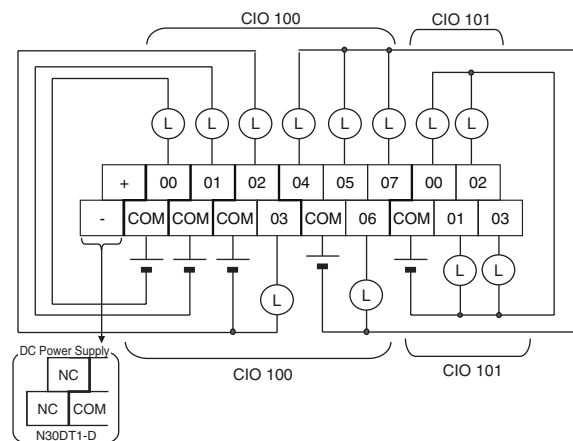 CIO 100
CIO 101
L L L L L L L L
+ 00 01 02 04 05 07 00 02
- COM COM COM 03 COM 06 COM 01 03
L L L L
DC Power Supply
NC
NC COM
N30DT1-D
CIO 100
CIO 101